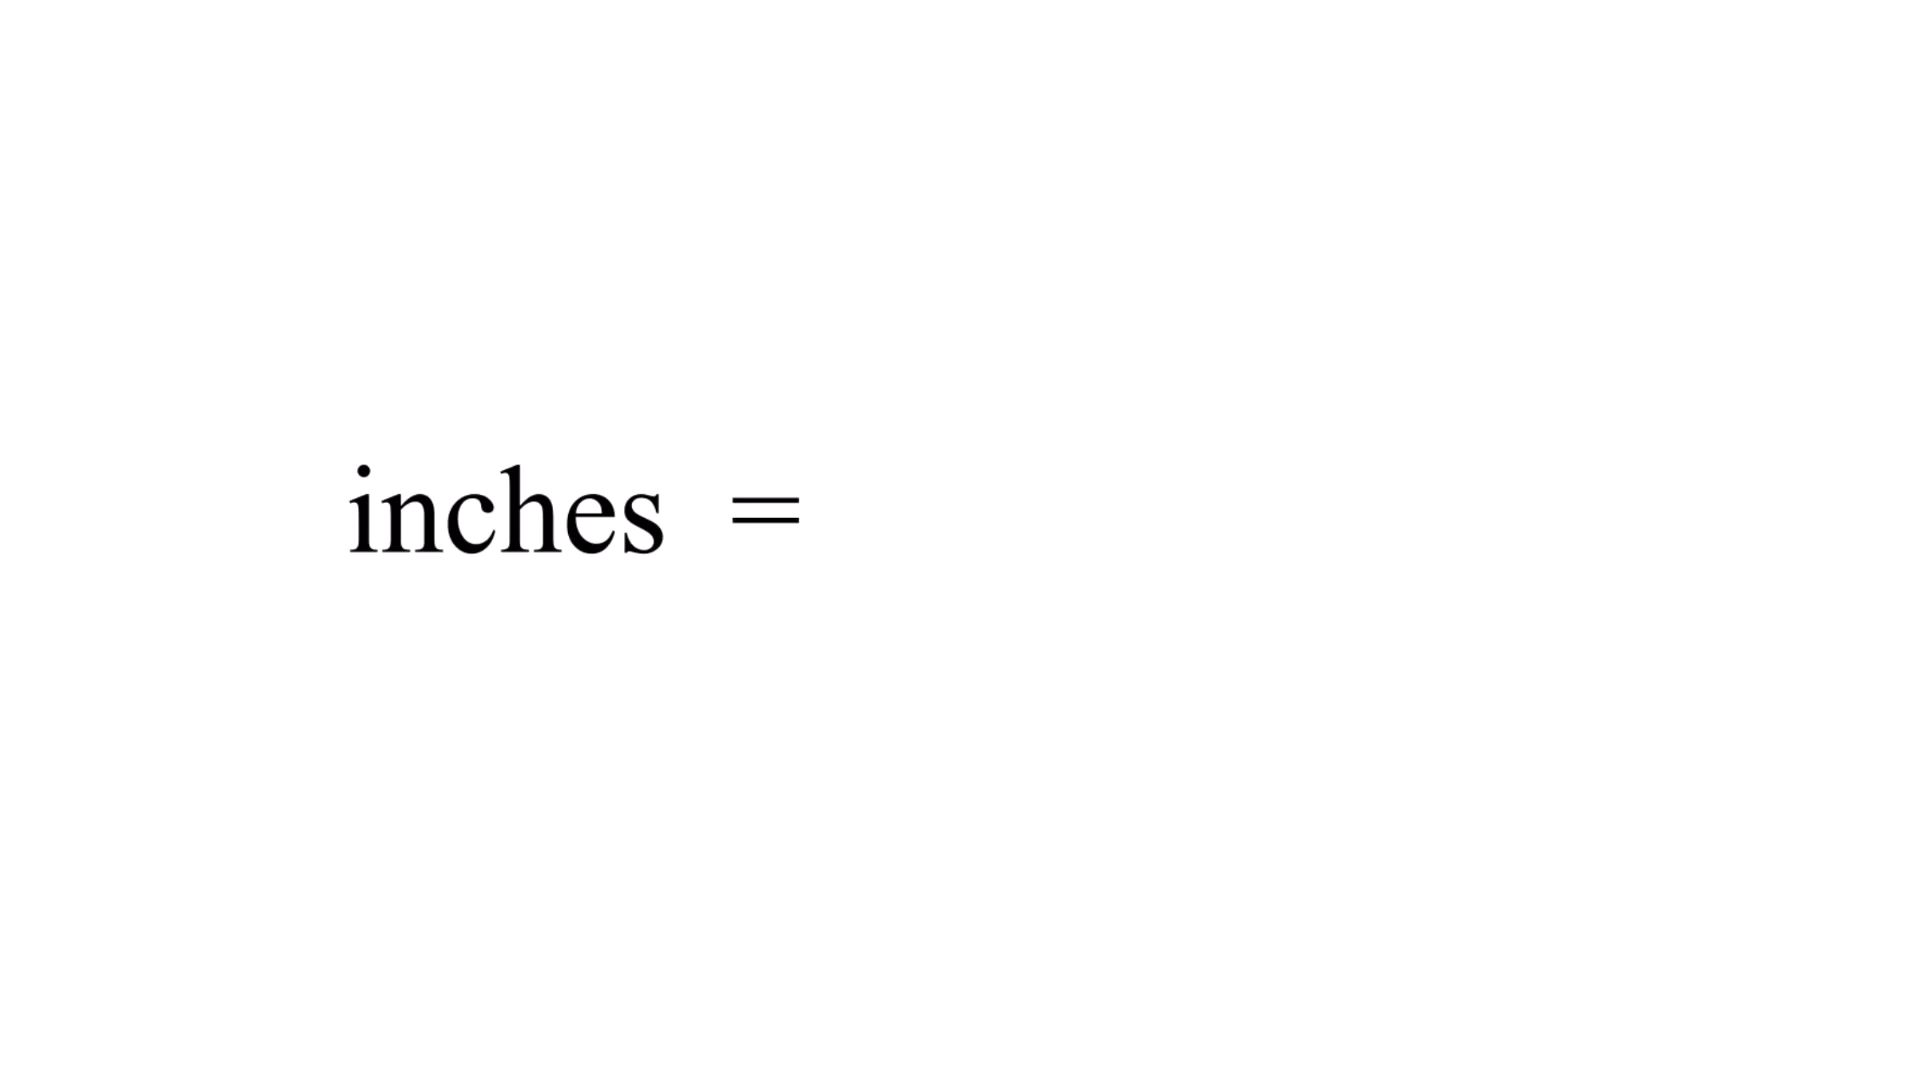 inches =